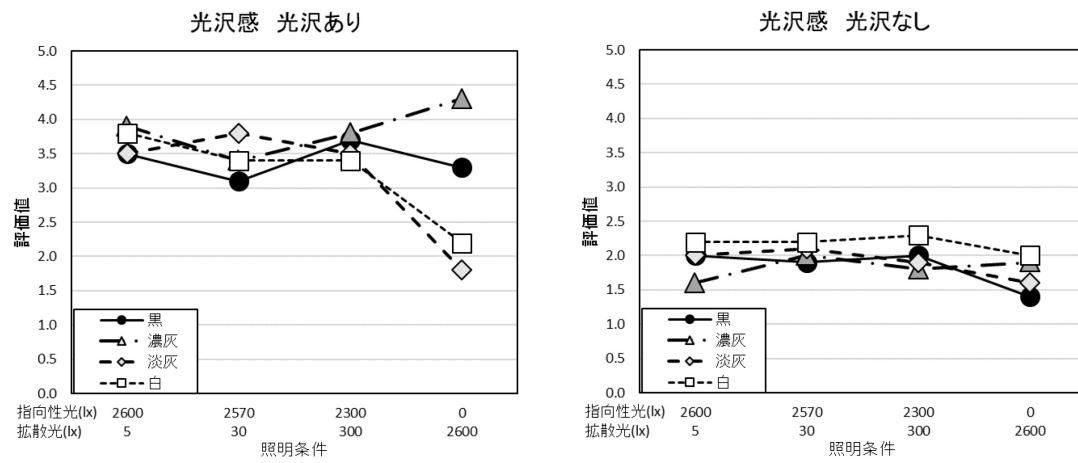 光沢感 光沢あり
5.0
4.5
4.0
3.5
3.0
2.5
2.0
1.5
1.0
0.5
0.0
評価値
黒
濃灰
淡灰
白
指向性光(lx) 2600 2570 2300 0
拡散光(lx) 5 30 300 2600
照明条件
光沢感 光沢なし
5.0
4.5
4.0
3.5
3.0
2.5
2.0
1.5
1.0
0.5
0.0
評価値
黒
濃灰
淡灰
白
指向性光(lx) 2600 2570 2300 0
拡散光(lx) 5 30 300 2600
照明条件